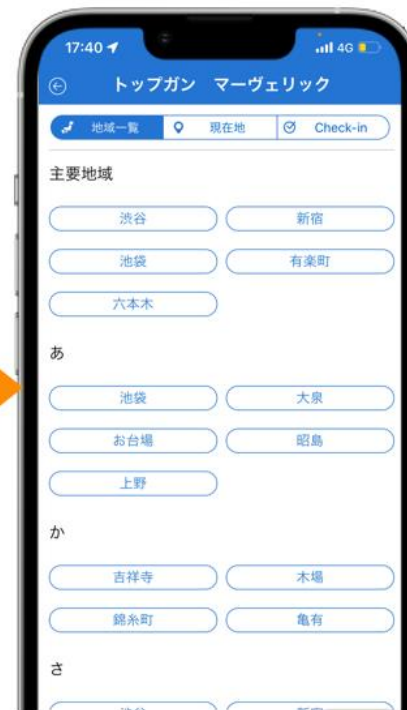 17:40 4G
トップガン マーヴェリック
地域一覧 現在地 Check-in
主要地域
渋谷 新宿
池袋 有楽町
六本木
あ
池袋 大泉
お台場 昭島
上野
か
吉祥寺 木場
錦糸町 亀有
さ